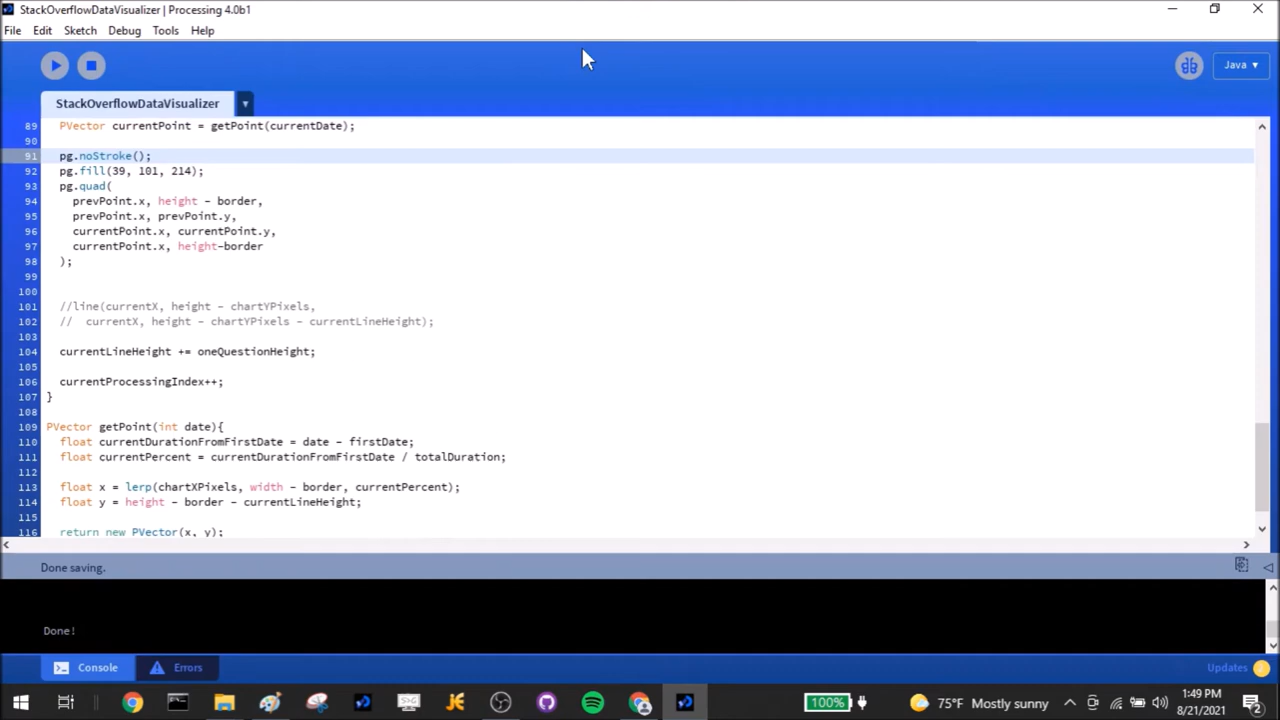 StackOverflowDataVisualizer | Processing 4.0b1
File Edit Sketch Debug Tools Help
Java ▾
StackOverflowDataVisualizer
89 PVector currentPoint = getPoint(currentDate);
90
91 pg.noStroke();
92 pg.fill(39, 101, 214);
93 pg.quad(
94 prevPoint.x, height - border,
95 prevPoint.x, prevPoint.y,
96 currentPoint.x, currentPoint.y,
97 currentPoint.x, height-border
98 );
99
100
101 //line(currentX, height - chartYPixels,
102 // currentX, height - chartYPixels - currentLineHeight);
103
104 currentLineHeight += oneQuestionHeight;
105
106 currentProcessingIndex++;
107 }
108
109 PVector getPoint(int date){
110 float currentDurationFromFirstDate = date - firstDate;
111 float currentPercent = currentDurationFromFirstDate / totalDuration;
112
113 float x = lerp(chartXPixels, width - border, currentPercent);
114 float y = height - border - currentLineHeight;
115
116 return new PVector(x, y);
Done saving.
Done!
Console Errors Updates 2
100% 75°F Mostly sunny 1:49 PM
8/21/2021 2